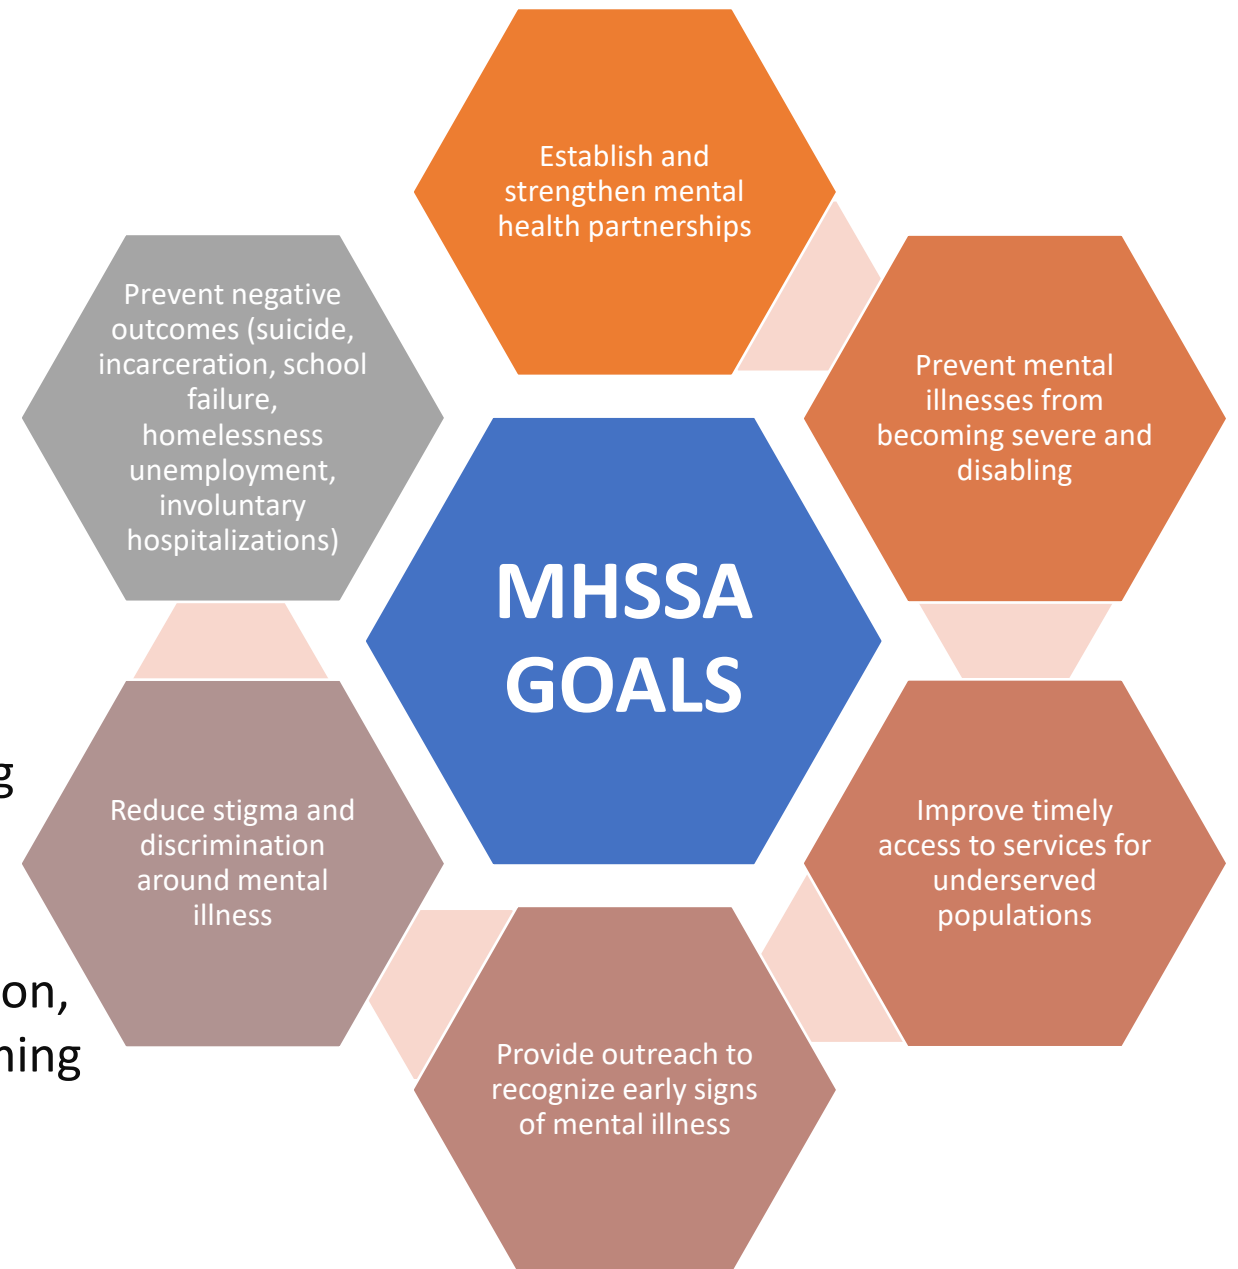 Establish and
strengthen mental
health partnerships
Prevent mental
illnesses from
becoming severe and
disabling
Improve timely
access to services for
underserved
populations
Provide outreach to
recognize early signs
of mental illness
Reduce stigma and
discrimination
around mental
illness
Prevent negative
outcomes (suicide,
incarceration, school
failure,
homelessness
unemployment,
involuntary
hospitalizations)
MHSSA
GOALS